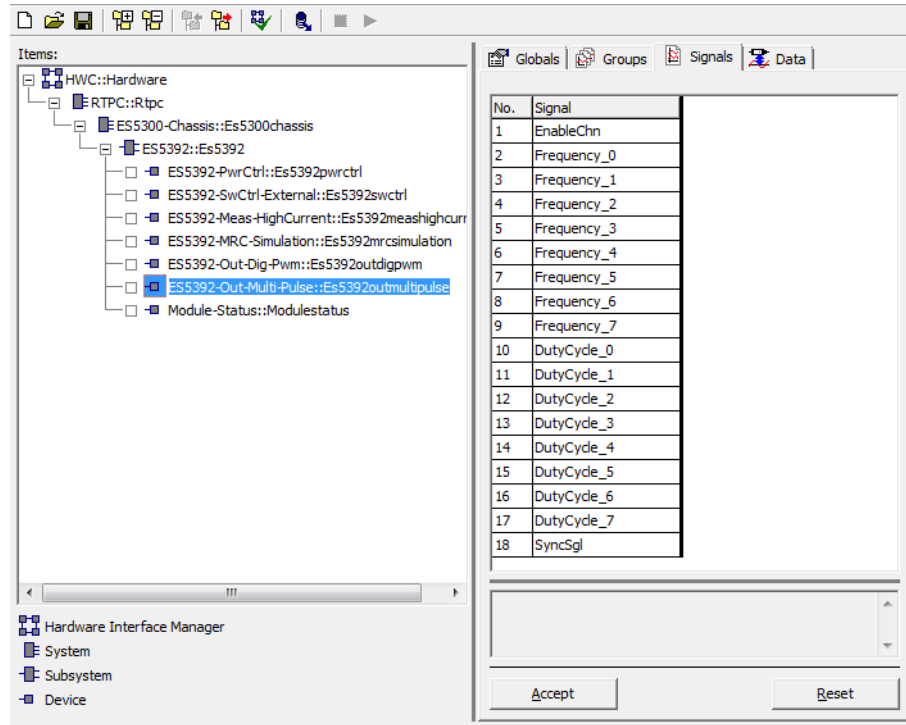 Items:
HWC::Hardware
RTPC::Rtpc
ES5300-Chassis::Es5300chassis
ES5392::Es5392
ES5392-PwrCtrl::Es5392pwrctrl
ES5392-SwCtrl-External::Es5392swctrl
ES5392-Meas-HighCurrent::Es5392meashighcurr
ES5392-MRC-Simulation::Es5392mrcsimulation
ES5392-Out-Dig-Pwm::Es5392outdigpwm
ES5392-Out-Multi-Pulse::Es5392outmultipulse
Module-Status::Modulestatus
Hardware Interface Manager
System
Subsystem
Device
Globals Groups Signals Data
No. Signal
1 EnableChn
2 Frequency_0
3 Frequency_1
4 Frequency_2
5 Frequency_3
6 Frequency_4
7 Frequency_5
8 Frequency_6
9 Frequency_7
10 DutyCycle_0
11 DutyCycle_1
12 DutyCycle_2
13 DutyCycle_3
14 DutyCycle_4
15 DutyCycle_5
16 DutyCycle_6
17 DutyCycle_7
18 SyncSgl
Accept Reset